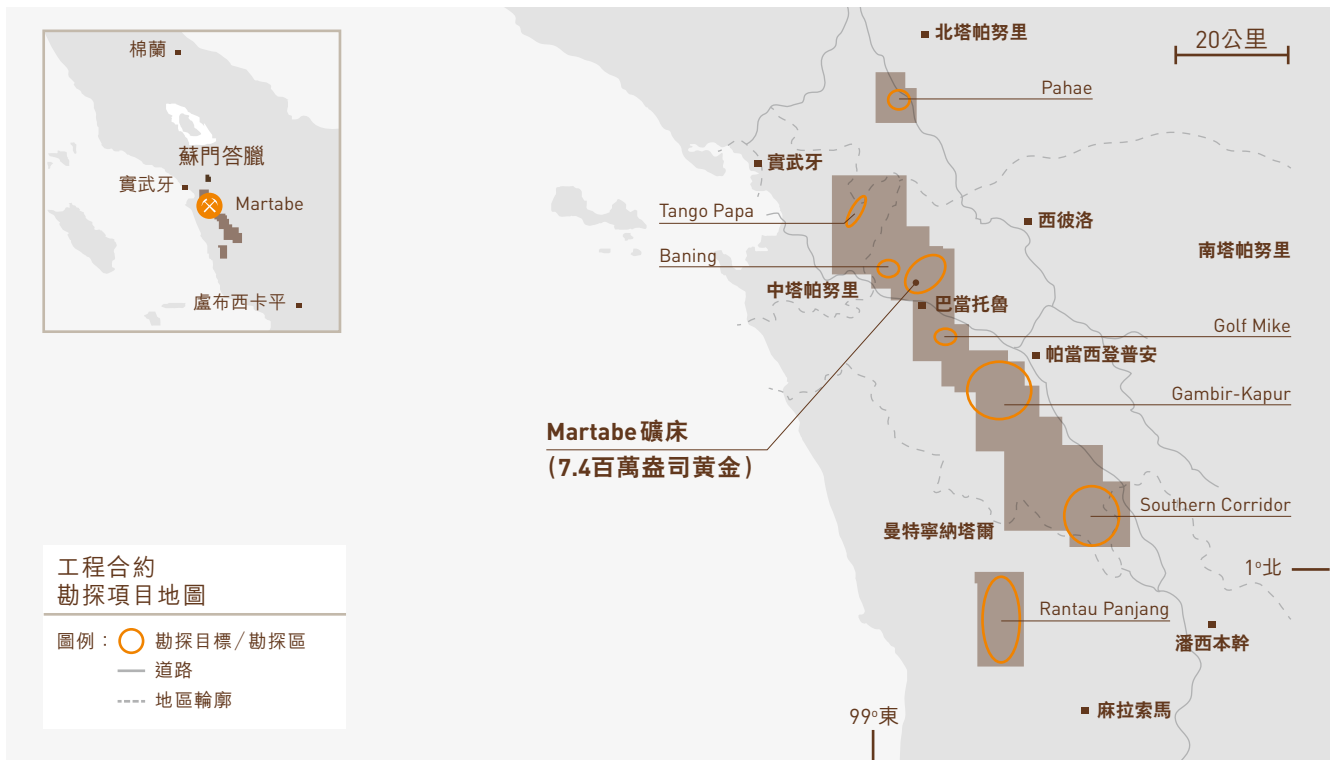 棉蘭
蘇門答臘
實武牙
Martabe
盧布西卡平
北塔帕努里
20公里
Pahae
實武牙
Tango Papa
西彼洛
南塔帕努里
Baning
中塔帕努里
巴當托魯
Golf Mike
帕當西登普安
Gambir-Kapur
Martabe礦床
(7.4百萬盎司黄金)
Southern Corridor
曼特寧納塔爾
1º北
Rantau Panjang
潘西本幹
麻拉索馬
99º東
工程合約
勘探項目地圖
圖例：
勘探目標/勘探區
道路
地區輪廓